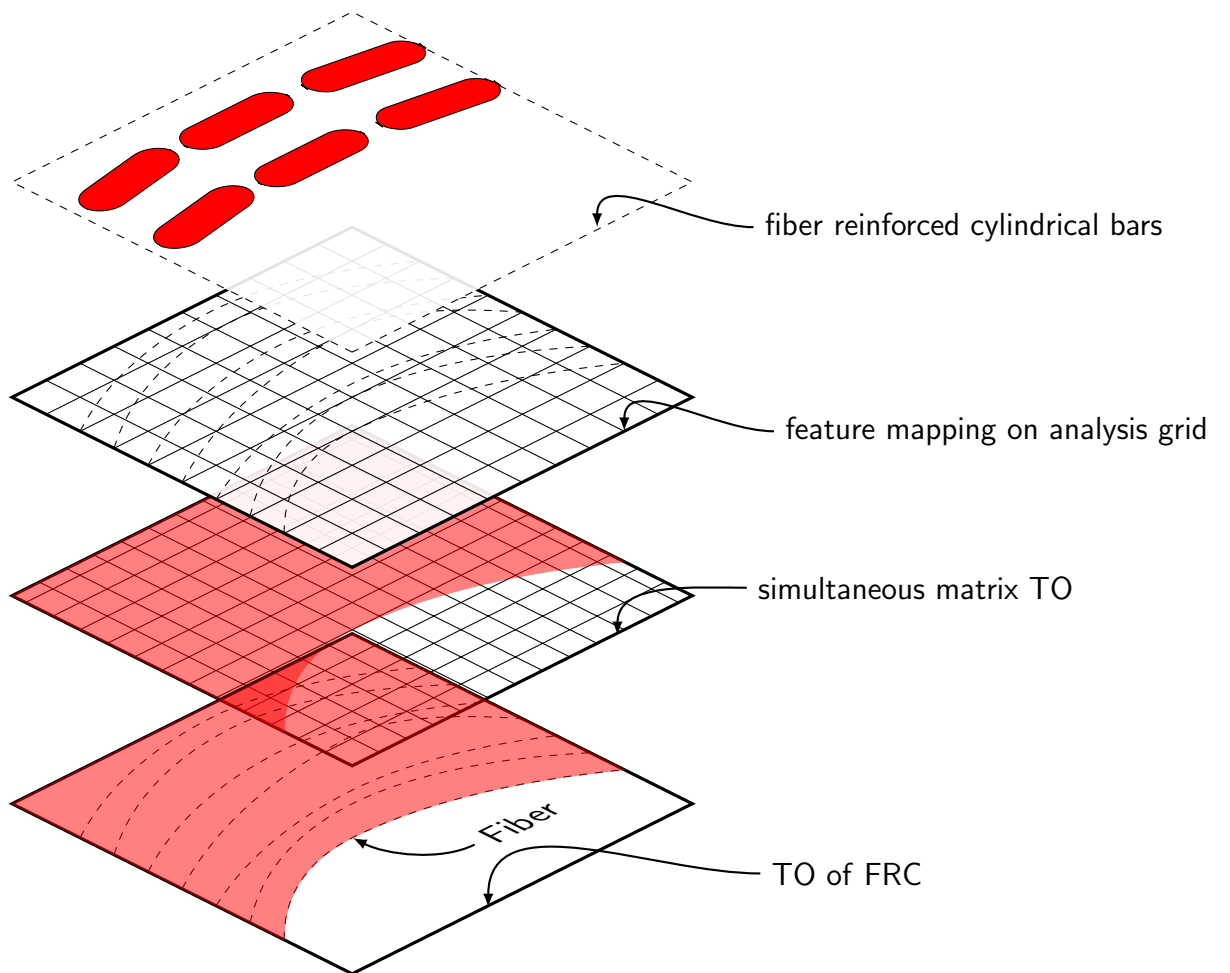 fiber reinforced cylindrical bars
feature mapping on analysis grid
simultaneous matrix TO
Fiber
TO of FRC